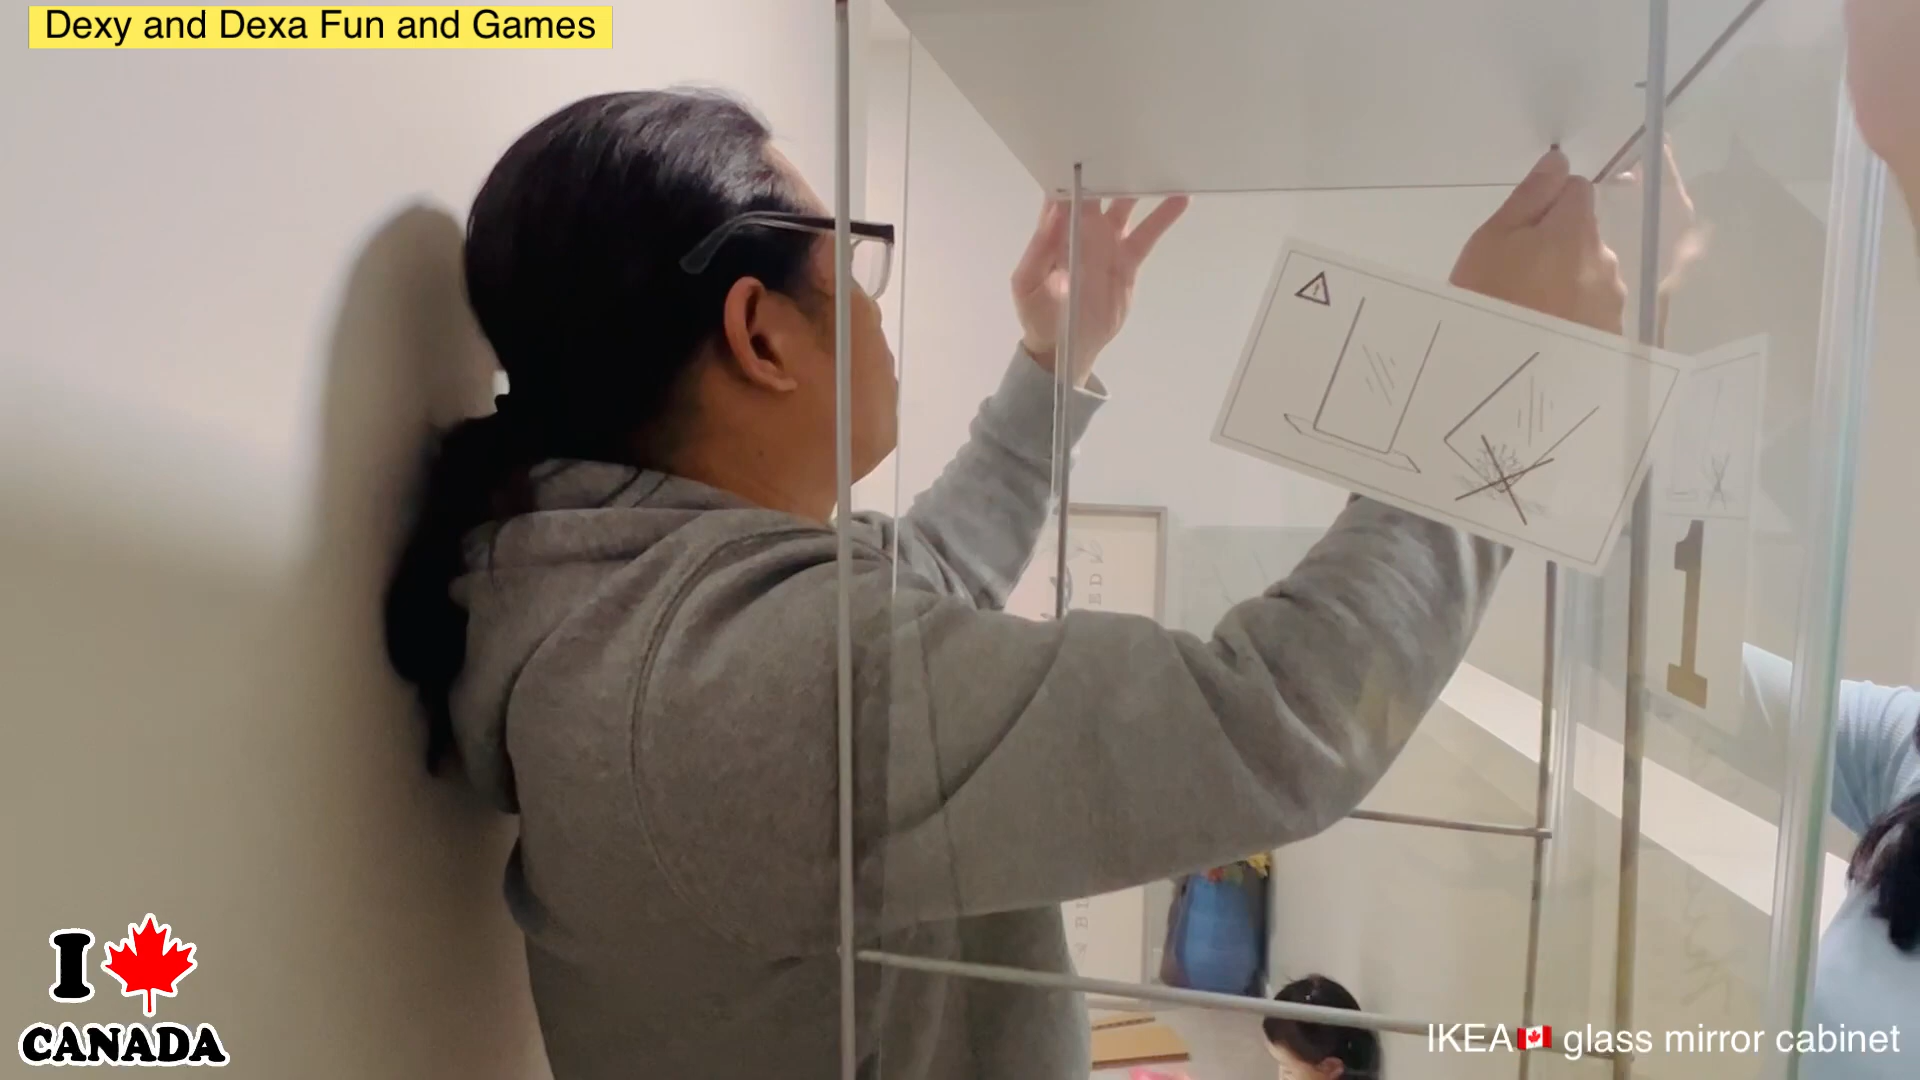 Dexy and Dexa Fun and Games
1
I
CANADA
IKEA🇨🇦 glass mirror cabinet